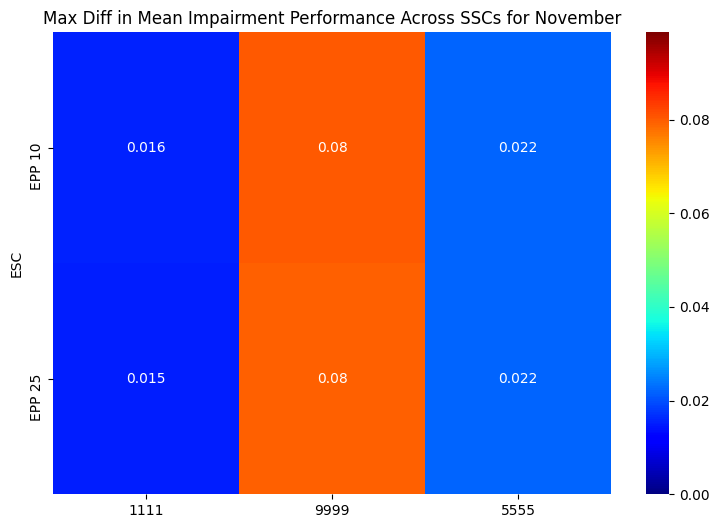 Max Diff in Mean Impairment Performance Across SSCs for November
ESC
EPP 10
0.016 0.08 0.022
EPP 25
0.015 0.08 0.022
1111 9999 5555
0.08
0.06
0.04
0.02
0.00